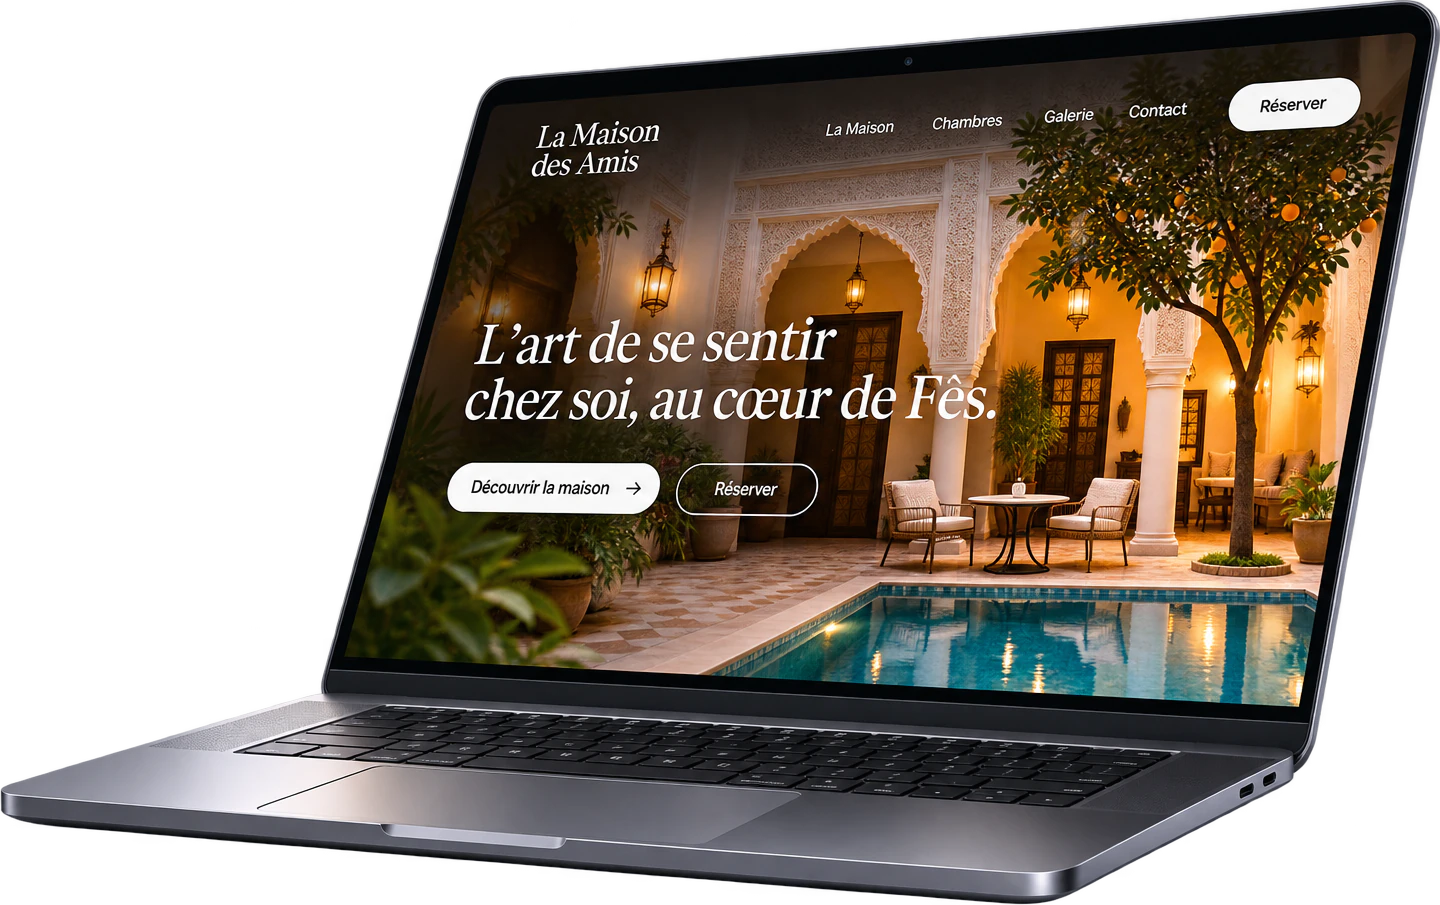 La Maison
des Amis
La Maison Chambres Galerie Contact Réserver
L’art de se sentir
chez soi, au cœur de Fês.
Découvrir la maison → Réserver